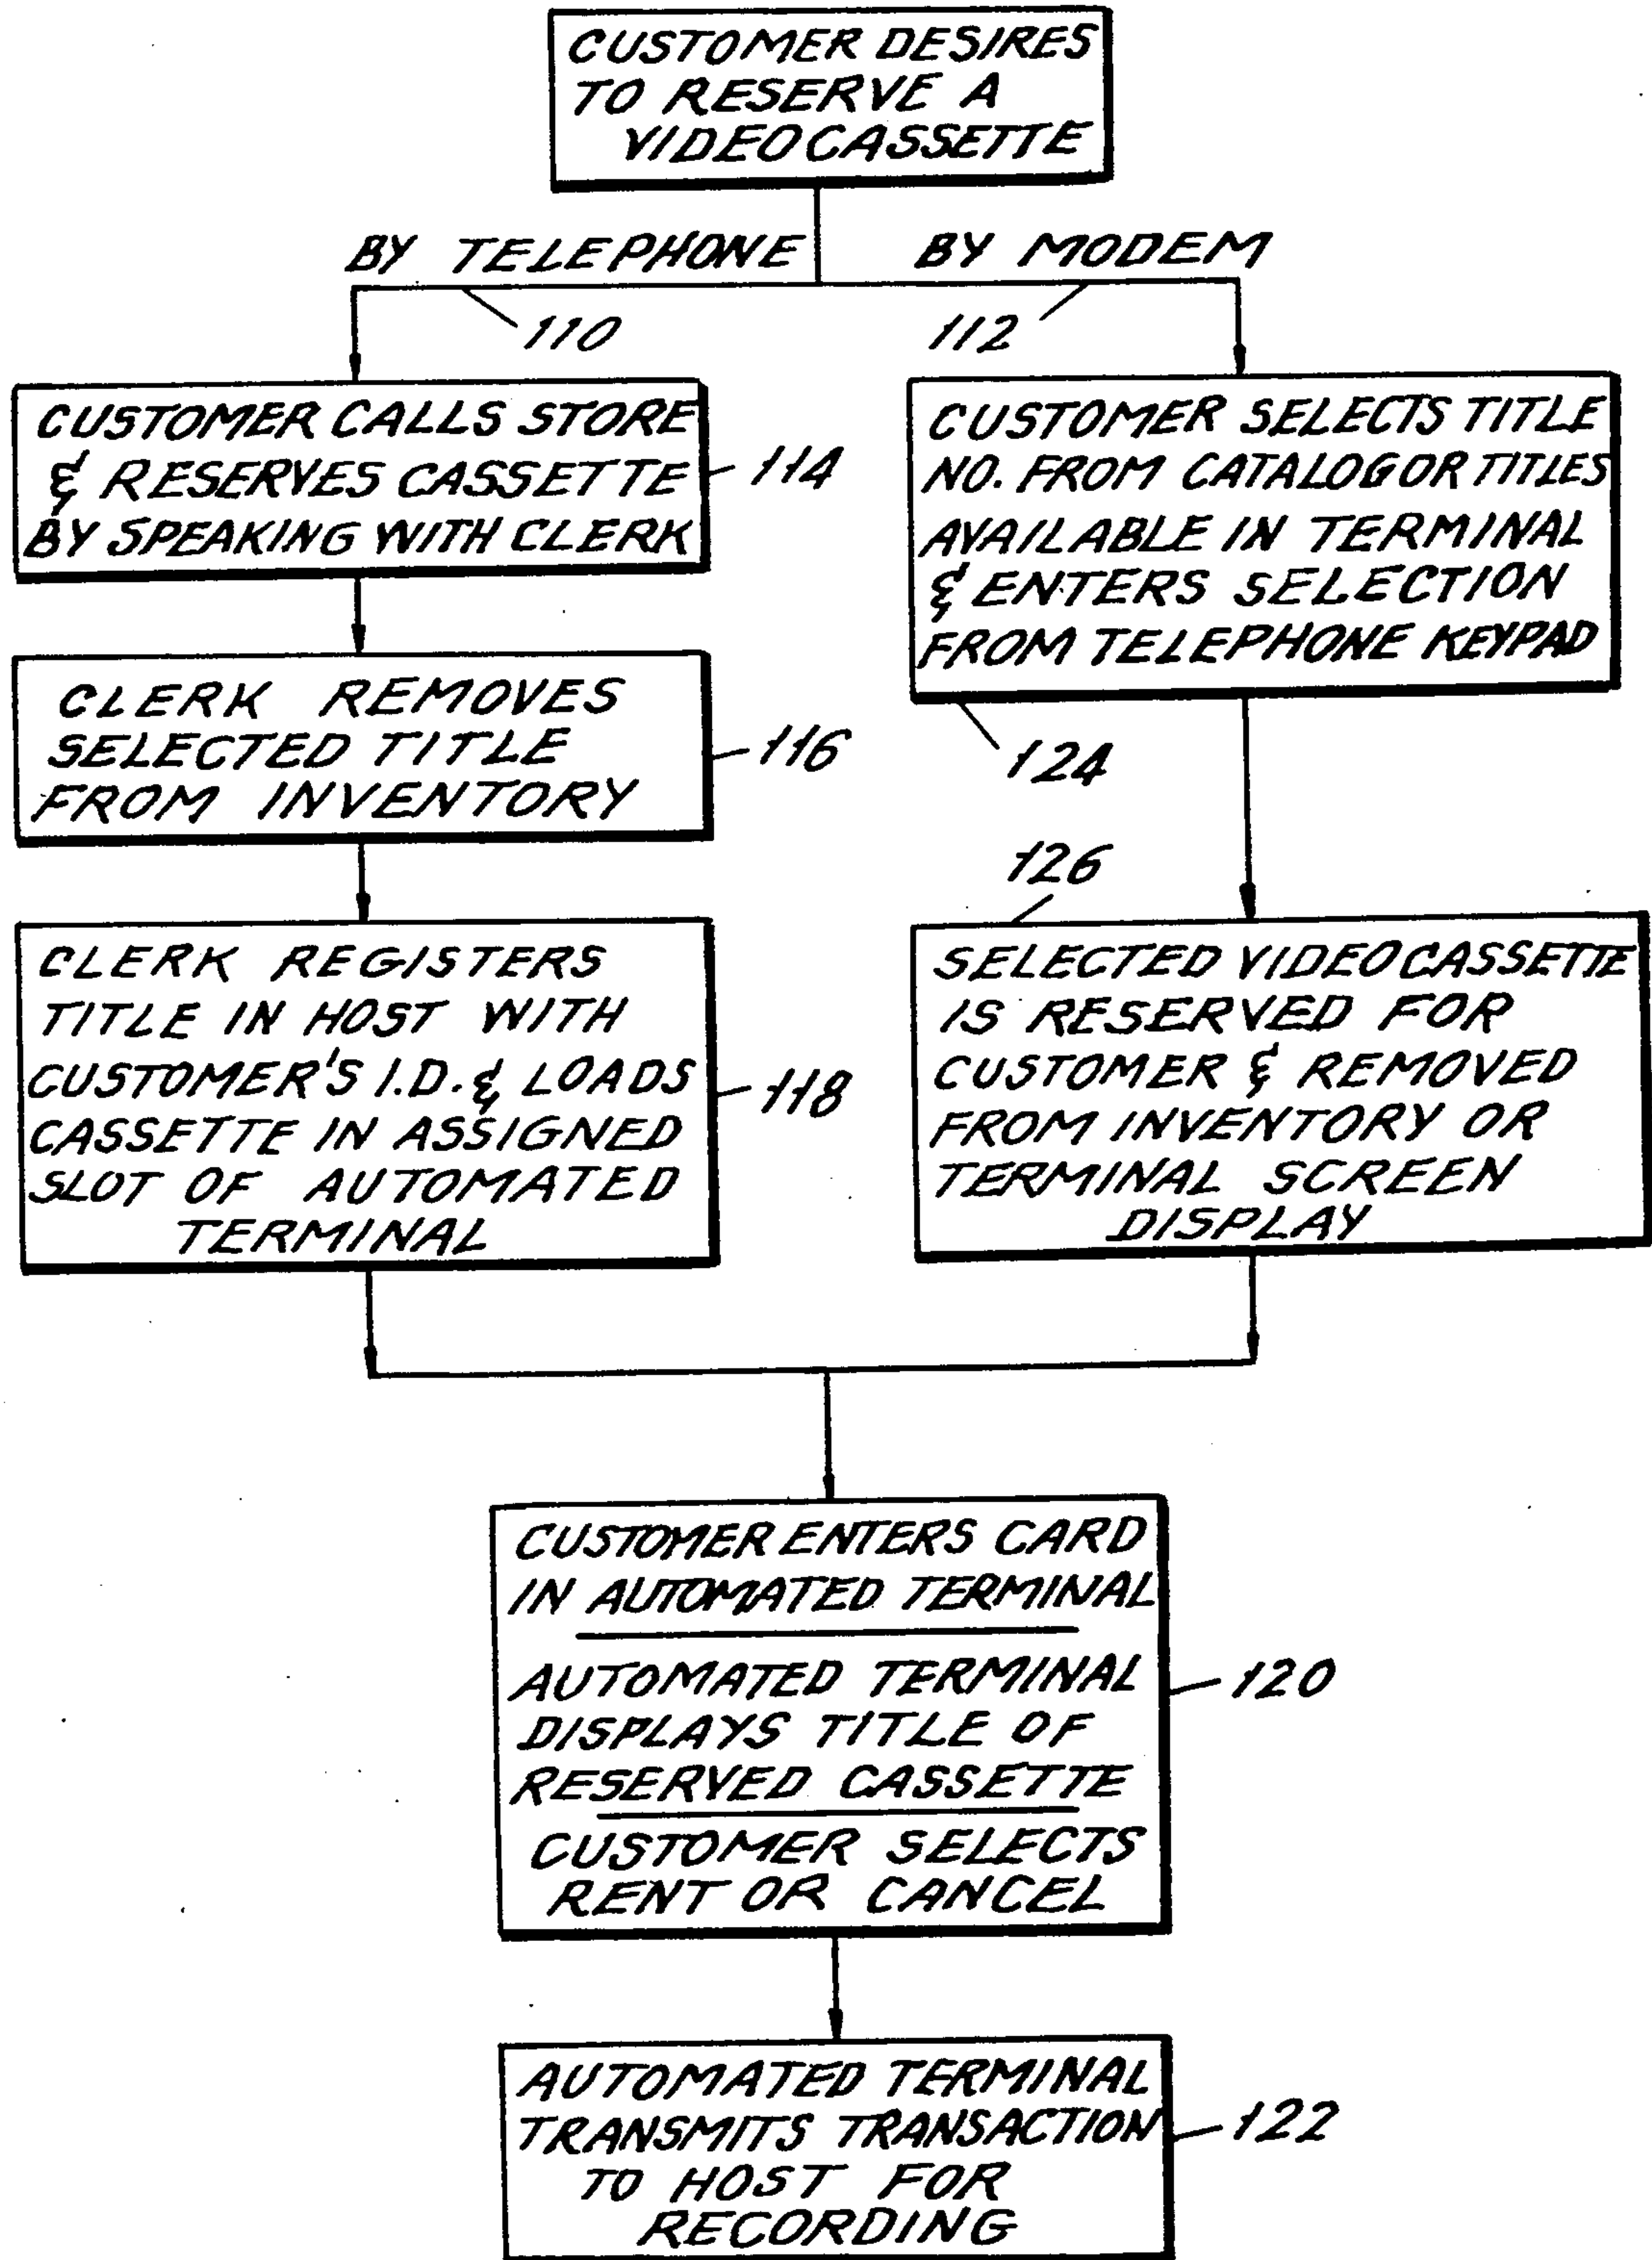 CUSTOMER DESIRES
TO RESERVE A
VIDEOCASSETTE
BY TELEPHONE
BY MODEM
110
112
CUSTOMER CALLS STORE
& RESERVES CASSETTE
BY SPEAKING WITH CLERK
114
CLERK REMOVES
SELECTED TITLE
FROM INVENTORY
116
CLERK REGISTERS
TITLE IN HOST WITH
CUSTOMER'S I.D. & LOADS
CASSETTE IN ASSIGNED
SLOT OF AUTOMATED
TERMINAL
118
CUSTOMER SELECTS TITLE
NO. FROM CATALOG OR TITLES
AVAILABLE IN TERMINAL
& ENTERS SELECTION
FROM TELEPHONE KEYPAD
124
126
SELECTED VIDEOCASSETTE
IS RESERVED FOR
CUSTOMER & REMOVED
FROM INVENTORY OR
TERMINAL SCREEN
DISPLAY
CUSTOMER ENTERS CARD
IN AUTOMATED TERMINAL
AUTOMATED TERMINAL
DISPLAYS TITLE OF
RESERVED CASSETTE
CUSTOMER SELECTS
RENT OR CANCEL
120
AUTOMATED TERMINAL
TRANSMITS TRANSACTION
TO HOST FOR
RECORDING
122